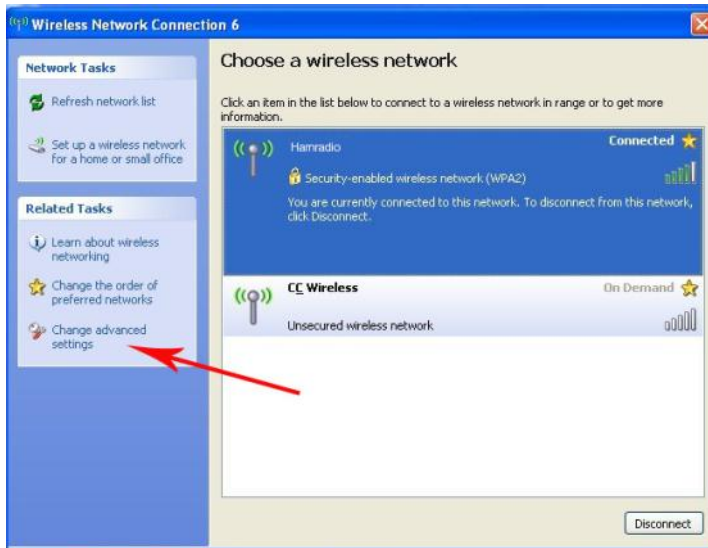 Wireless Network Connection 6
Network Tasks
Refresh network list
Set up a wireless network
for a home or small office
Related Tasks
Learn about wireless
networking
Change the order of
preferred networks
Change advanced
settings
Choose a wireless network
Click an item in the list below to connect to a wireless network in range or to get more
information.
Hamradio
Connected
Security-enabled wireless network (WPA2)
You are currently connected to this network. To disconnect from this network,
click Disconnect.
CC Wireless
On Demand
Unsecured wireless network
Disconnect